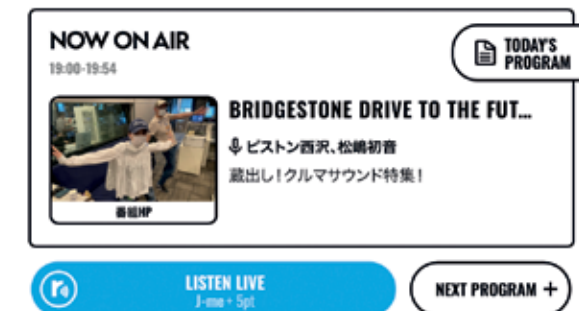 NOW ON AIR
TODAY'S
PROGRAM
19:00-19:54
BRIDGESTONE DRIVE TO THE FUT...
ピストン西沢、松嶋初音
蔵出し!クルマサウンド特集!
番組HP
LISTEN LIVE
J-me + 5pt
NEXT PROGRAM +